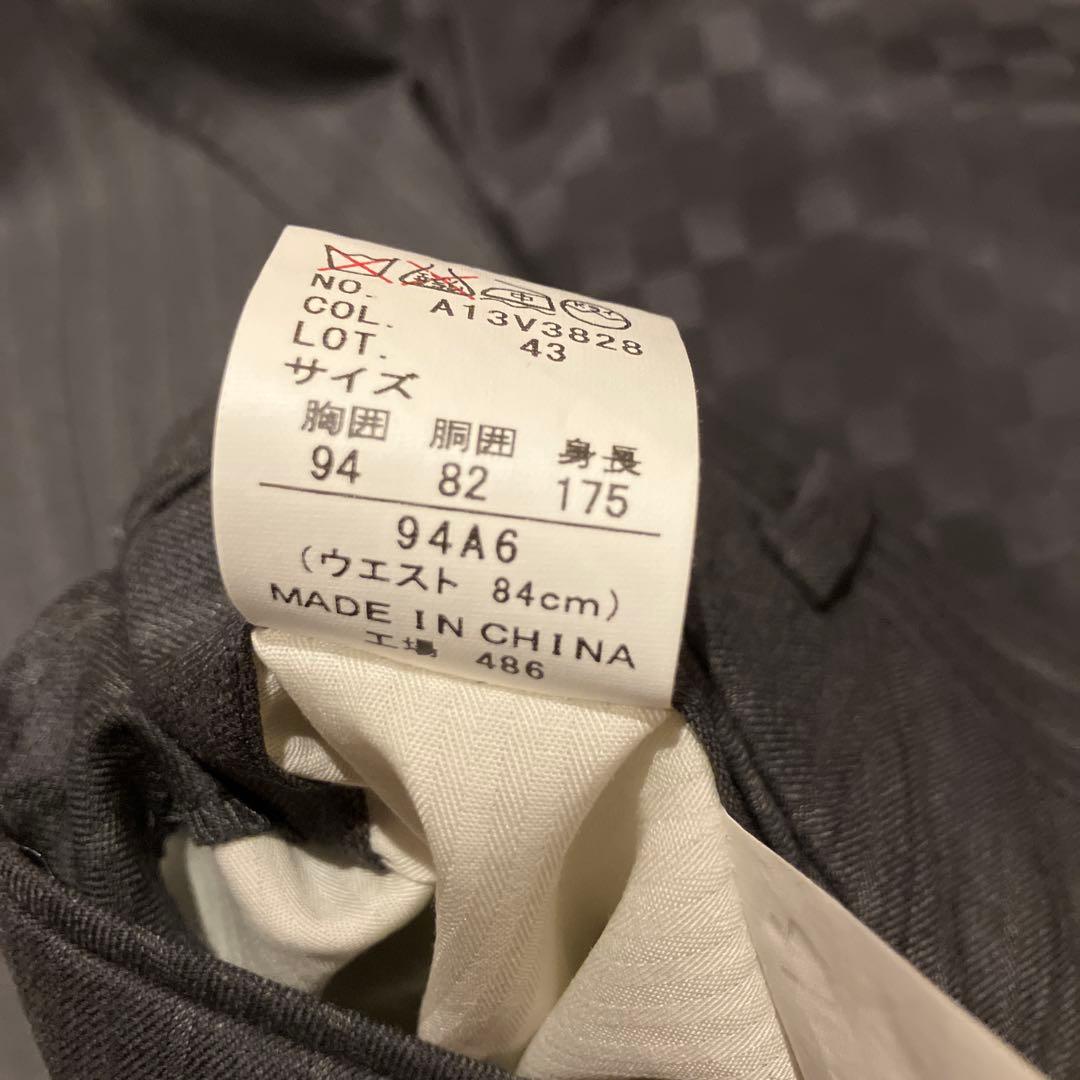 NO. A13V3828
COL. 43
LOT.
サイズ
胸囲 胴囲 身長
94 82 175
94A6
(ウエスト 84cm)
MADE IN CHINA
工場 486